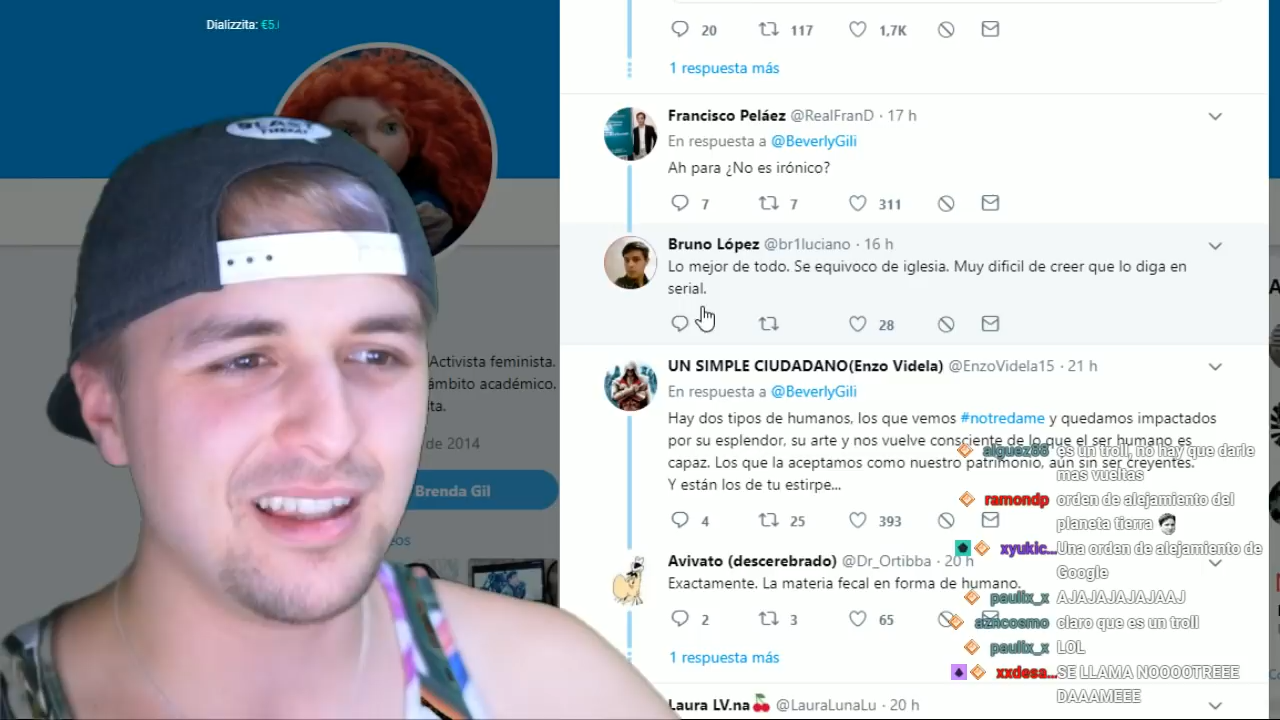 Dializzita: €5.
BLAST
THEM!
Activista feminista.
ámbito académico.
de 2014
Brenda Gil
20 117 1,7K
1 respuesta más
Francisco Peláez @RealFranD · 17 h
En respuesta a @BeverlyGili
Ah para ¿No es irónico?
7 7 311
Bruno López @br1luciano · 16 h
Lo mejor de todo. Se equivoco de iglesia. Muy dificil de creer que lo diga en
serial.
28
UN SIMPLE CIUDADANO(Enzo Videla) @EnzoVidela15 · 21 h
En respuesta a @BeverlyGili
Hay dos tipos de humanos, los que vemos #notredame y quedamos impactados
por su esplendor, su arte y nos vuelve consciente de lo que el ser humano es
capaz. Los que la aceptamos como nuestro patrimonio, aún sin ser creyentes.
Y están los de tu estirpe...
4 25 393
Avivato (descerebrado) @Dr_Ortibba · 20 h
Exactamente. La materia fecal en forma de humano.
2 3 65
1 respuesta más
Laura LV.na🍒 @LauraLunaLu · 20 h
es un troll, no hay que darle
mas vueltas
ramondp orden de alejamiento del
planeta tierra
xyukic... Una orden de alejamiento de
Google
paulix_x AJAJAJAJAJAAJ
azricosmo claro que es un troll
paulix_x LOL
xxdesa... SE LLAMA NOOOOTREEE
DAAAMEEE